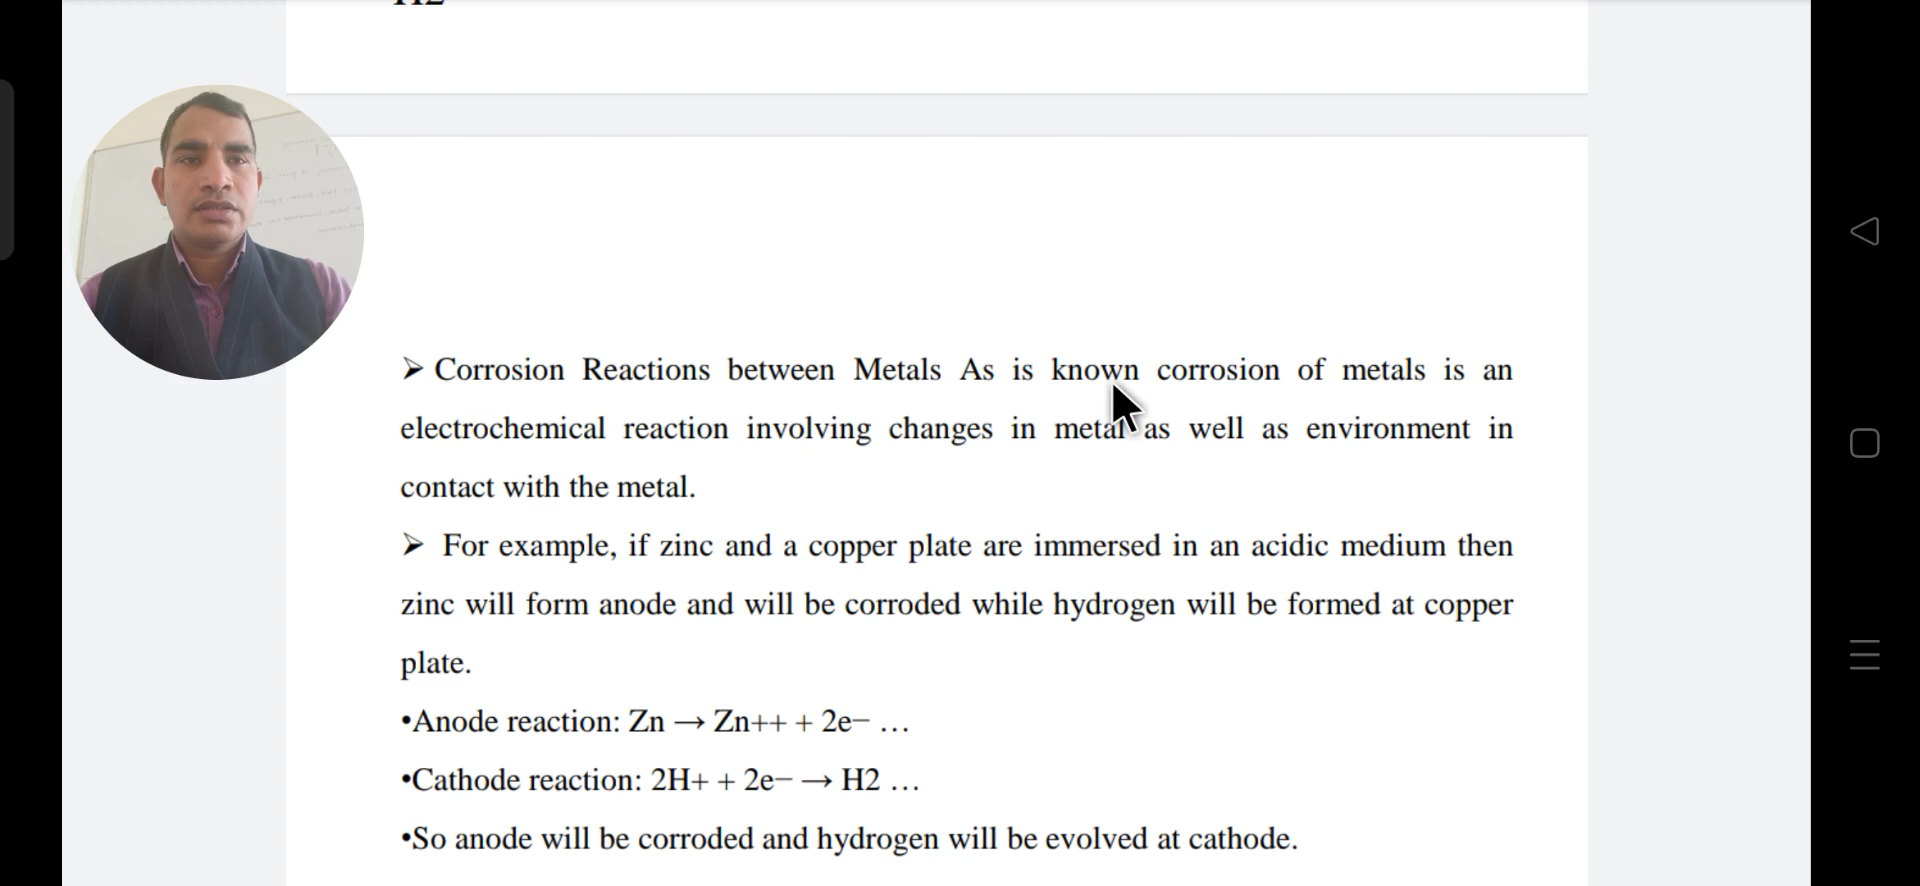 ➢ Corrosion Reactions between Metals As is known corrosion of metals is an
electrochemical reaction involving changes in metal as well as environment in
contact with the metal.
➢ For example, if zinc and a copper plate are immersed in an acidic medium then
zinc will form anode and will be corroded while hydrogen will be formed at copper
plate.
•Anode reaction: Zn → Zn++ + 2e− …
•Cathode reaction: 2H+ + 2e− → H2 …
•So anode will be corroded and hydrogen will be evolved at cathode.